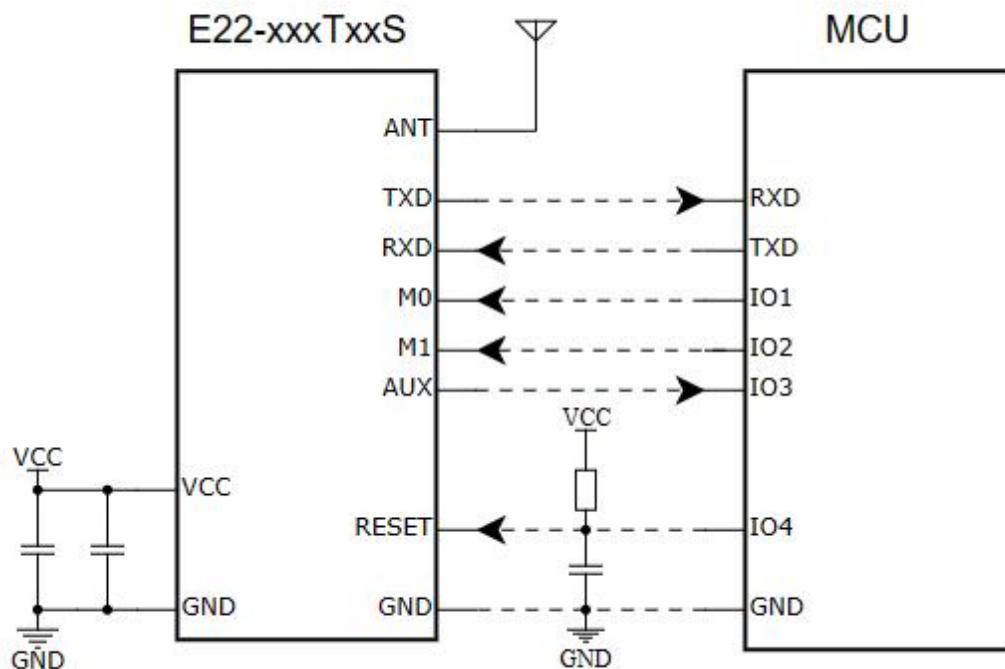 E22-xxxTxxS
MCU
ANT
TXD
RXD
RXD
TXD
M0
IO1
M1
IO2
AUX
IO3
VCC
VCC
VCC
RESET
IO4
GND
GND
GND
GND
GND